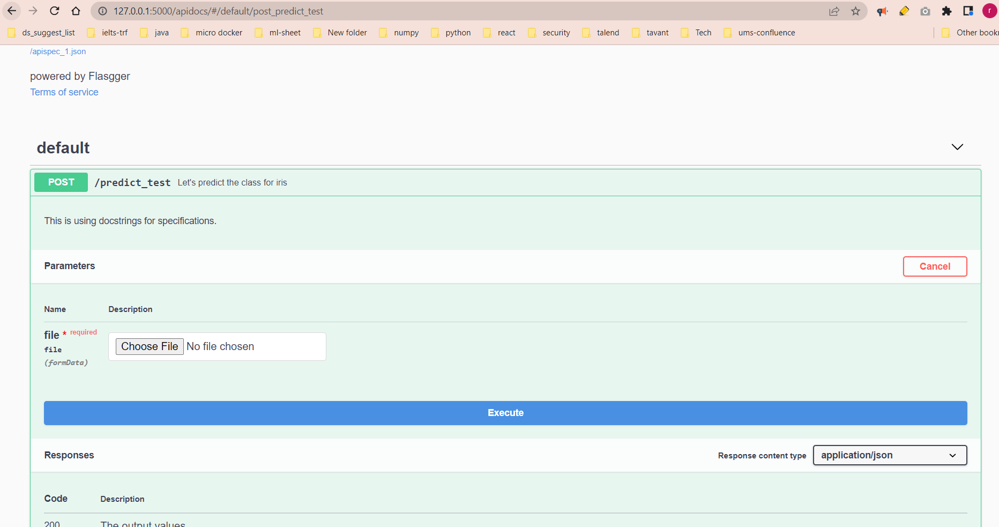 127.0.0.1:5000/apidocs/#/default/post_predict_test
r
ds_suggest_list ielts-trf java micro docker ml-sheet New folder numpy python react security talend tavant Tech ums-confluence Other book
/apispec_1.json
powered by Flasgger
Terms of service
default
POST /predict_test Let's predict the class for iris
This is using docstrings for specifications.
Parameters Cancel
Name Description
file * required
file
(formData)
Choose File No file chosen
Execute
Responses Response content type application/json
Code Description
200 The output values